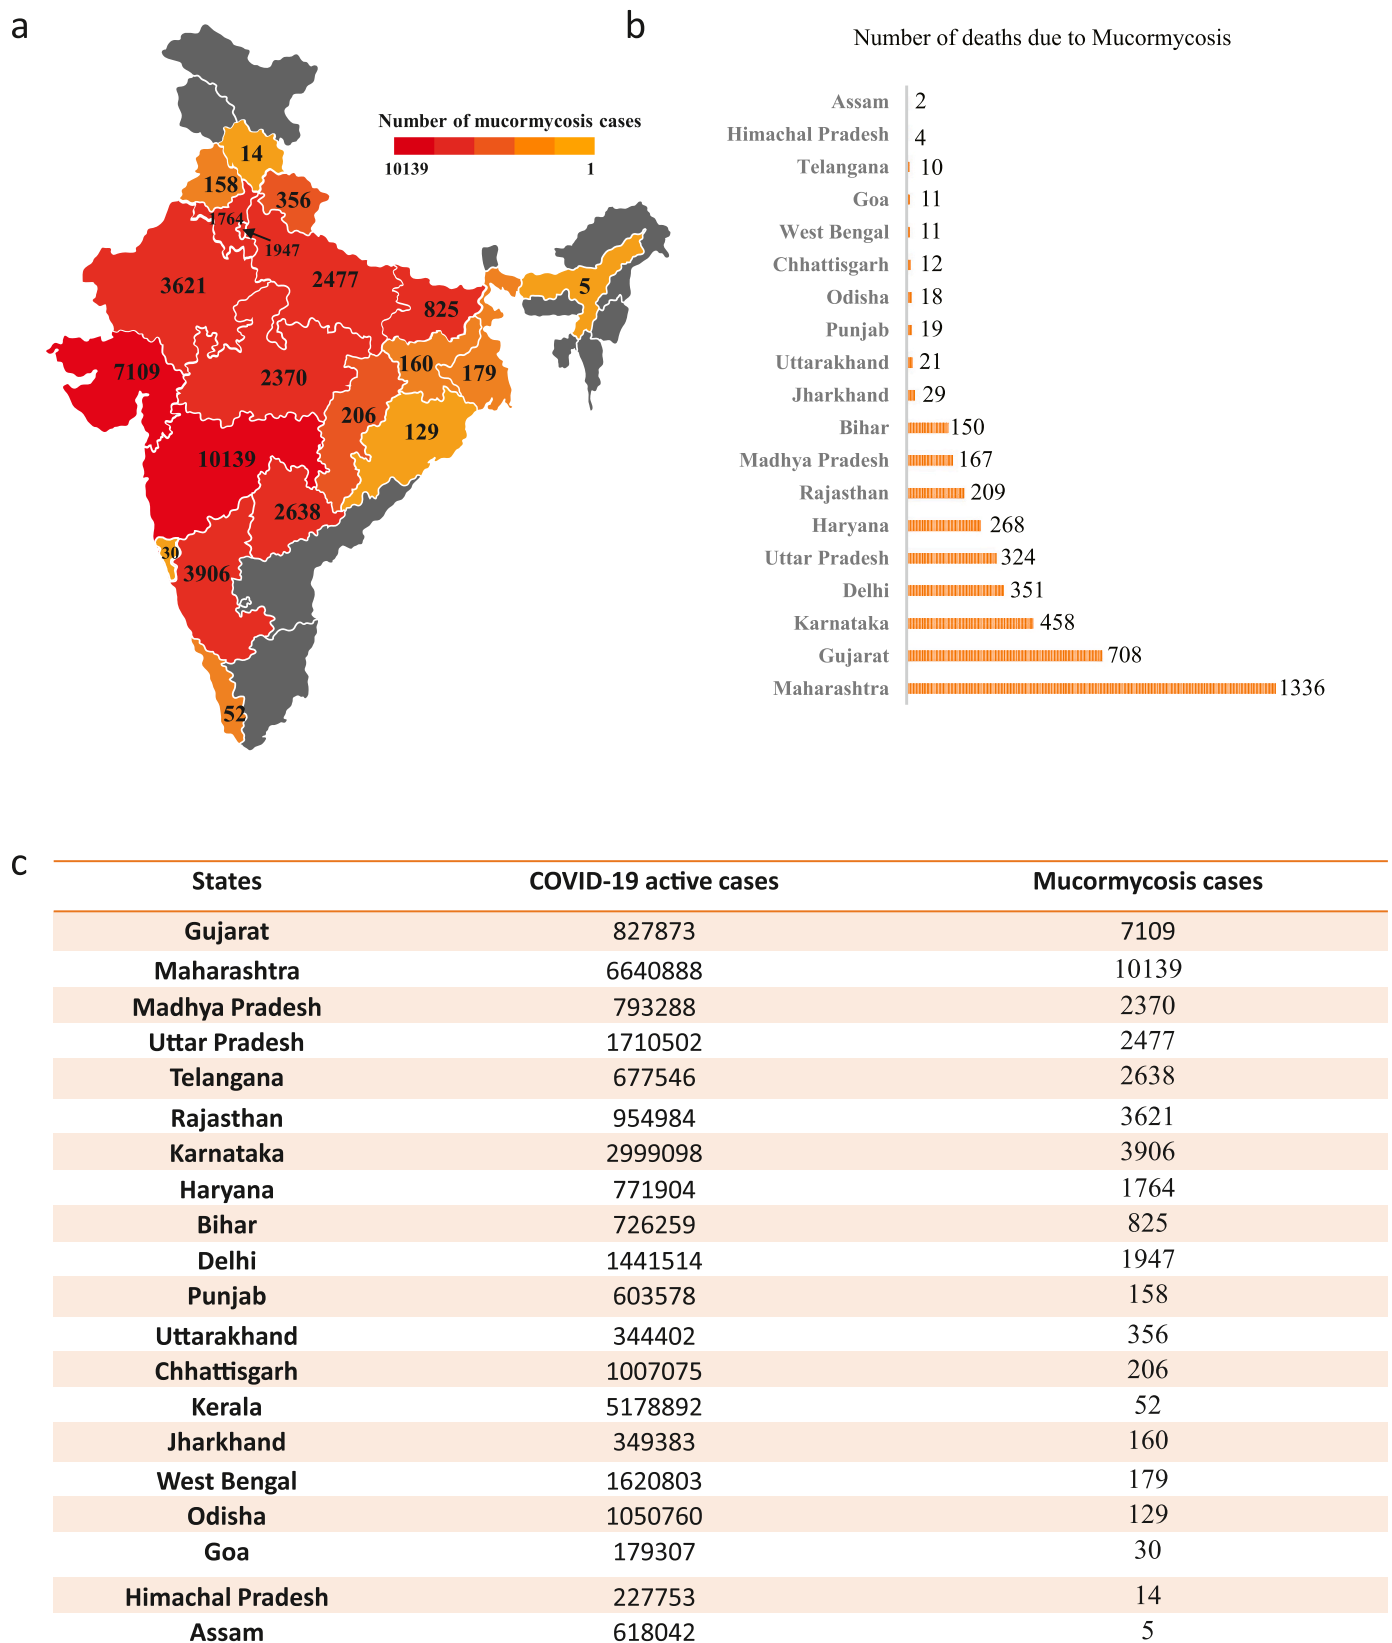 a
Number of mucormycosis cases
10139 1
14
158
356
1764
1947
3621
2477
825
5
7109
2370
160
179
206
129
10139
2638
30
3906
52
b
Number of deaths due to Mucormycosis
Assam 2
Himachal Pradesh 4
Telangana 10
Goa 11
West Bengal 11
Chhattisgarh 12
Odisha 18
Punjab 19
Uttarakhand 21
Jharkhand 29
Bihar 150
Madhya Pradesh 167
Rajasthan 209
Haryana 268
Uttar Pradesh 324
Delhi 351
Karnataka 458
Gujarat 708
Maharashtra 1336
c
States COVID-19 active cases Mucormycosis cases
Gujarat 827873 7109
Maharashtra 6640888 10139
Madhya Pradesh 793288 2370
Uttar Pradesh 1710502 2477
Telangana 677546 2638
Rajasthan 954984 3621
Karnataka 2999098 3906
Haryana 771904 1764
Bihar 726259 825
Delhi 1441514 1947
Punjab 603578 158
Uttarakhand 344402 356
Chhattisgarh 1007075 206
Kerala 5178892 52
Jharkhand 349383 160
West Bengal 1620803 179
Odisha 1050760 129
Goa 179307 30
Himachal Pradesh 227753 14
Assam 618042 5